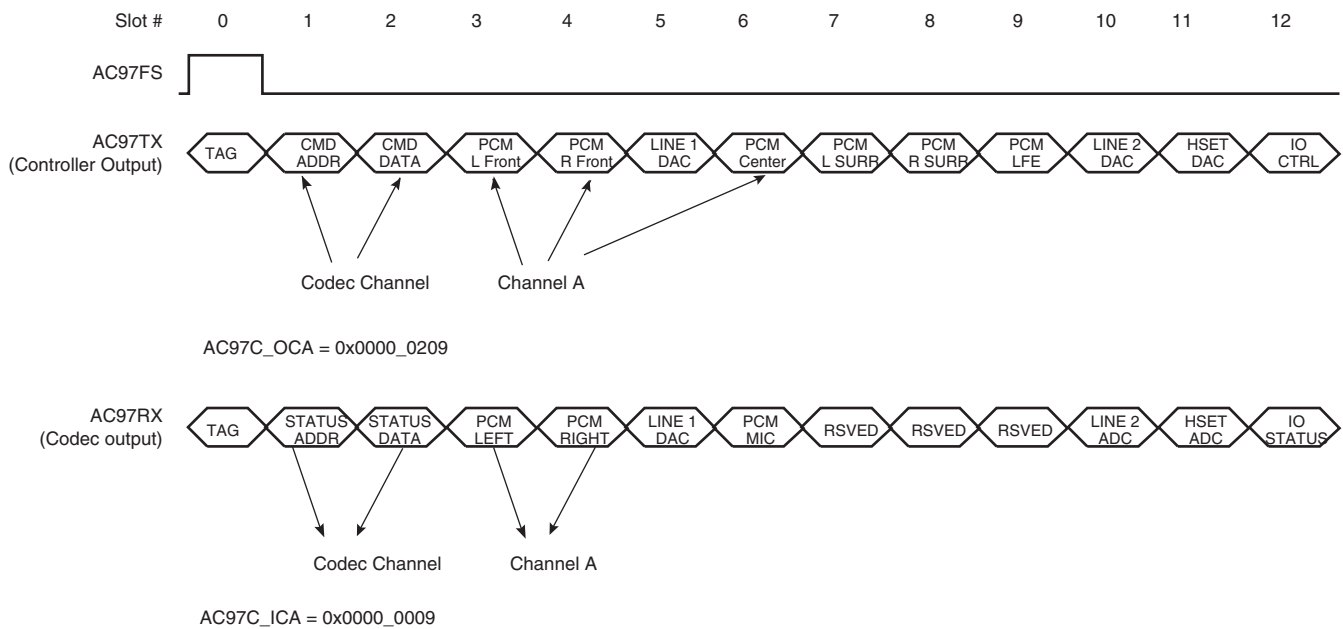 Slot # 0 1 2 3 4 5 6 7 8 9 10 11 12
AC97FS
AC97TX
(Controller Output)
TAG
CMD
ADDR
CMD
DATA
PCM
L Front
PCM
R Front
LINE 1
DAC
PCM
Center
PCM
L SURR
PCM
R SURR
PCM
LFE
LINE 2
DAC
HSET
DAC
IO
CTRL
Codec Channel
Channel A
AC97C_OCA = 0x0000_0209
AC97RX
(Codec output)
TAG
STATUS
ADDR
STATUS
DATA
PCM
LEFT
PCM
RIGHT
LINE 1
DAC
PCM
MIC
RSVED
RSVED
RSVED
LINE 2
ADC
HSET
ADC
IO
STATUS
Codec Channel
Channel A
AC97C_ICA = 0x0000_0009